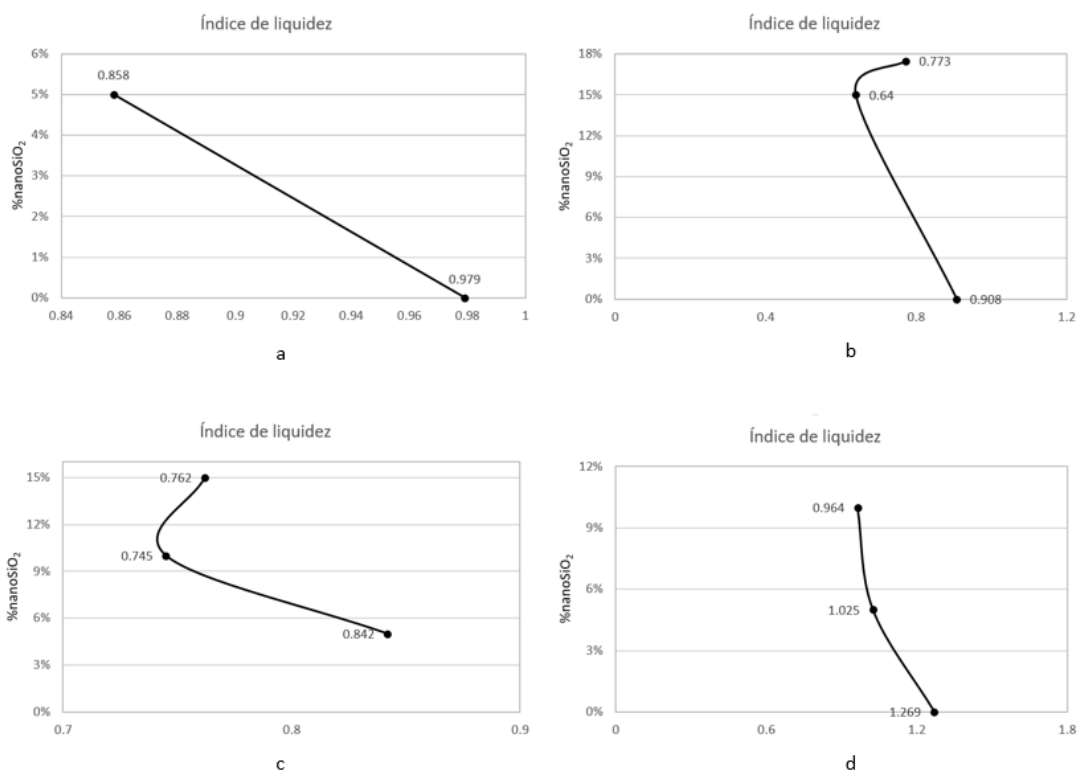 Índice de liquidez
6%
5%
4%
3%
2%
1%
0%
%nanoSiO₂
0.858
0.979
0.84 0.86 0.88 0.9 0.92 0.94 0.96 0.98 1
a
Índice de liquidez
18%
15%
12%
9%
6%
3%
0%
%nanoSiO₂
0.773
0.64
0.908
0 0.4 0.8 1.2
b
Índice de liquidez
15%
12%
9%
6%
3%
0%
%nanoSiO₂
0.762
0.745
0.842
0.7 0.8 0.9
c
Índice de liquidez
12%
9%
6%
3%
0%
%nanoSiO₂
0.964
1.025
1.269
0 0.6 1.2 1.8
d